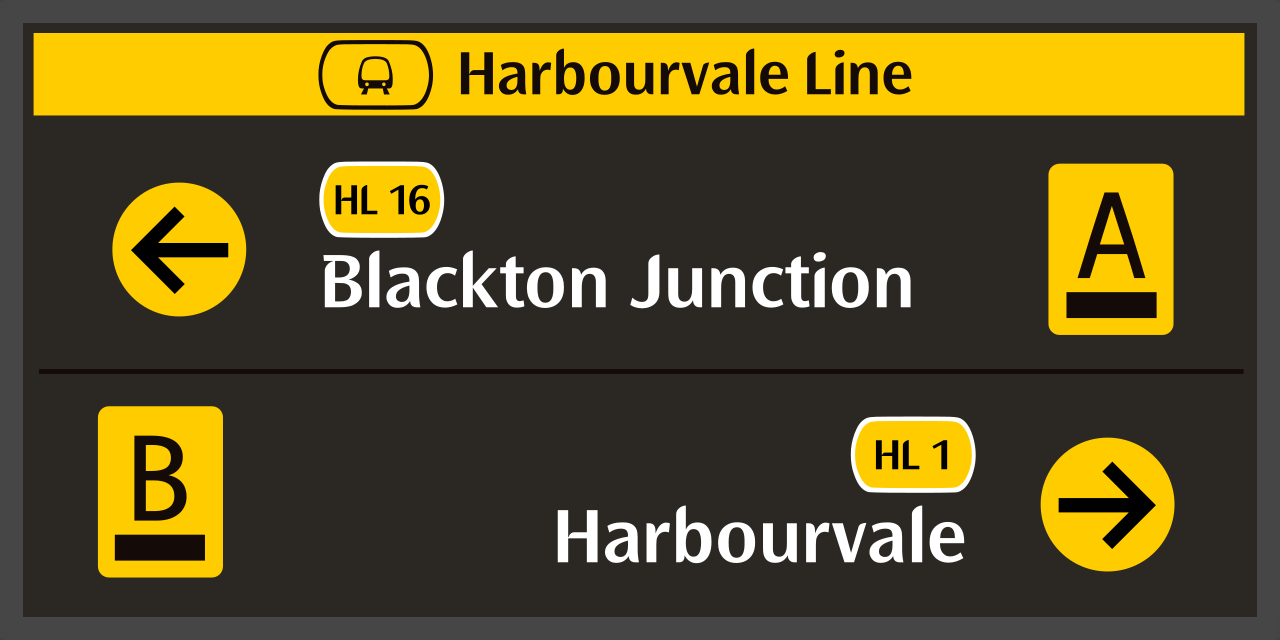 Harbourvale Line
HL 16
Blackton Junction
A
B
HL 1
Harbourvale